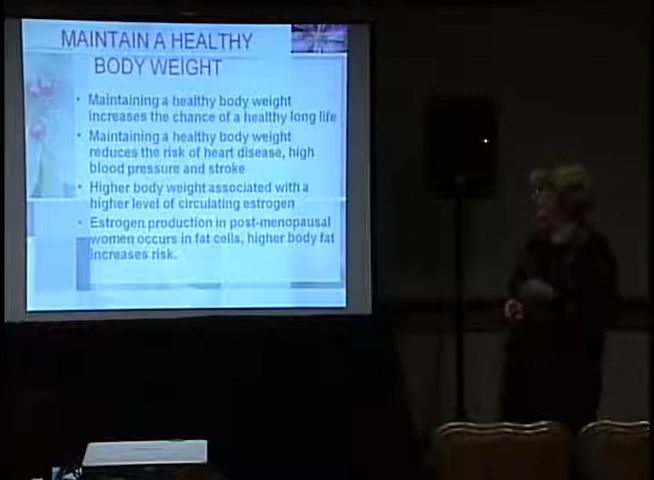 MAINTAIN A HEALTHY
BODY WEIGHT
• Maintaining a healthy body weight
increases the chance of a healthy long life
• Maintaining a healthy body weight
reduces the risk of heart disease, high
blood pressure and stroke
• Higher body weight associated with a
higher level of circulating estrogen
• Estrogen production in post-menopausal
women occurs in fat cells, higher body fat
increases risk.